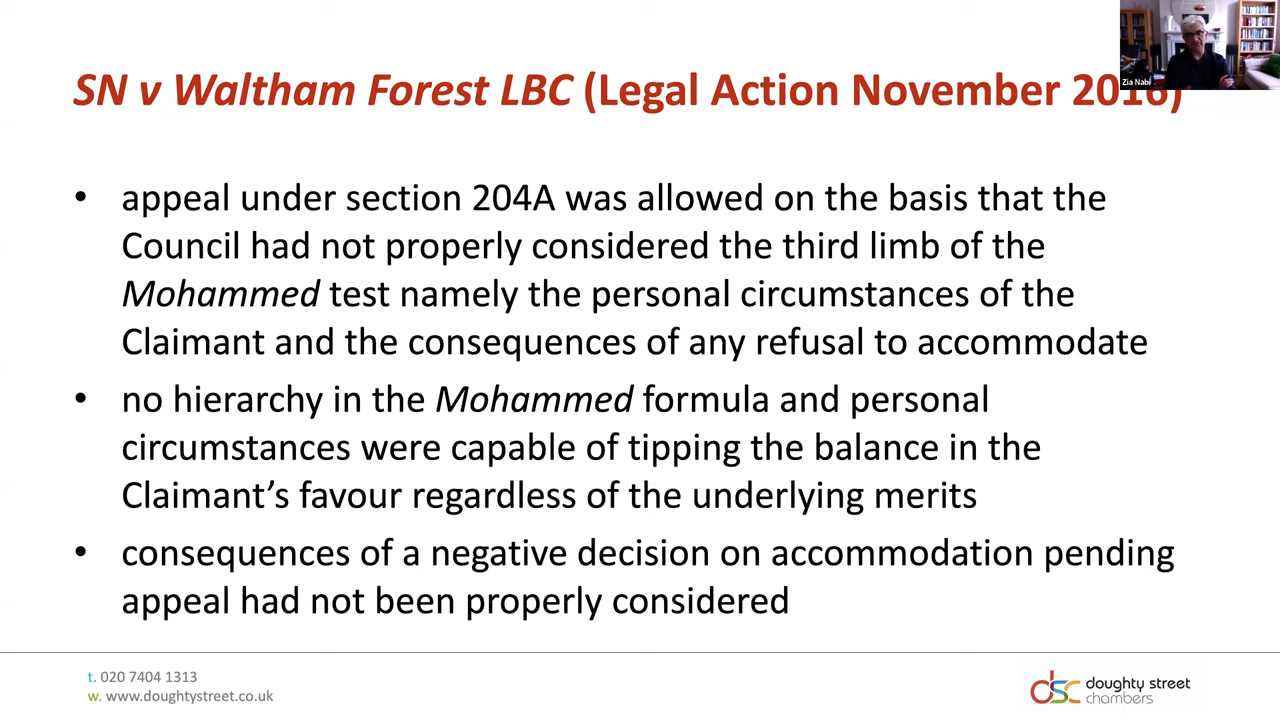 SN v Waltham Forest LBC (Legal Action November 2016)
Zia Nabi
• appeal under section 204A was allowed on the basis that the
Council had not properly considered the third limb of the
Mohammed test namely the personal circumstances of the
Claimant and the consequences of any refusal to accommodate
• no hierarchy in the Mohammed formula and personal
circumstances were capable of tipping the balance in the
Claimant’s favour regardless of the underlying merits
• consequences of a negative decision on accommodation pending
appeal had not been properly considered
t. 020 7404 1313
w. www.doughtystreet.co.uk
dsc doughty street
chambers